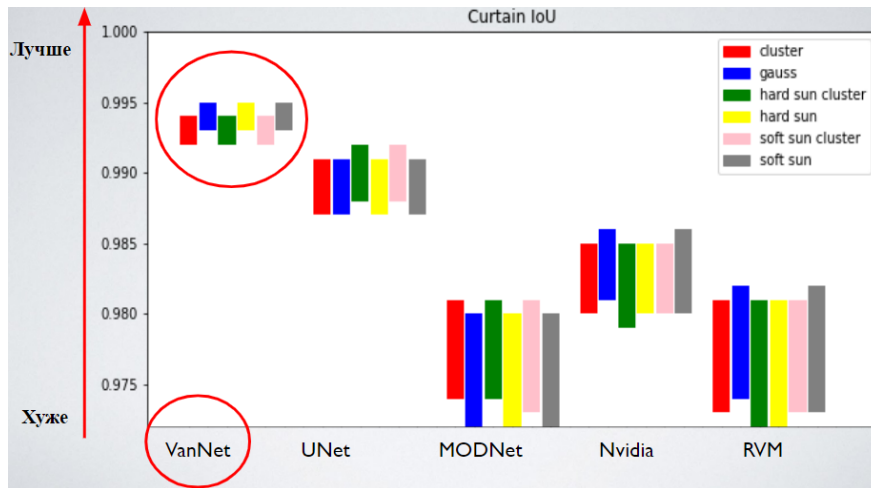 Curtain IoU
Лучше
1.000
0.995
0.990
0.985
0.980
0.975
Хуже
cluster
gauss
hard sun cluster
hard sun
soft sun cluster
soft sun
VanNet UNet MODNet Nvidia RVM